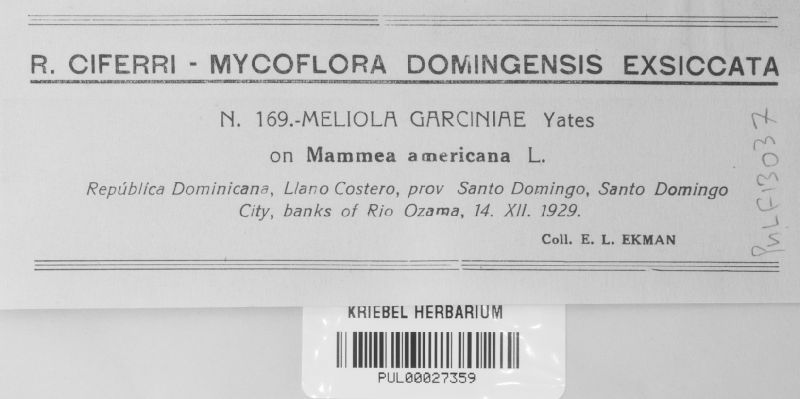 R. CIFERRI - MYCOFLORA DOMINGENSIS EXSICCATA
N. 169.-MELIOLA GARCINIAE Yates
on Mammea americana L.
República Dominicana, Llano Costero, prov Santo Domingo, Santo Domingo
City, banks of Rio Ozama, 14. XII. 1929.
Coll. E. L. EKMAN
PULF13037
KRIEBEL HERBARIUM
PUL00027359